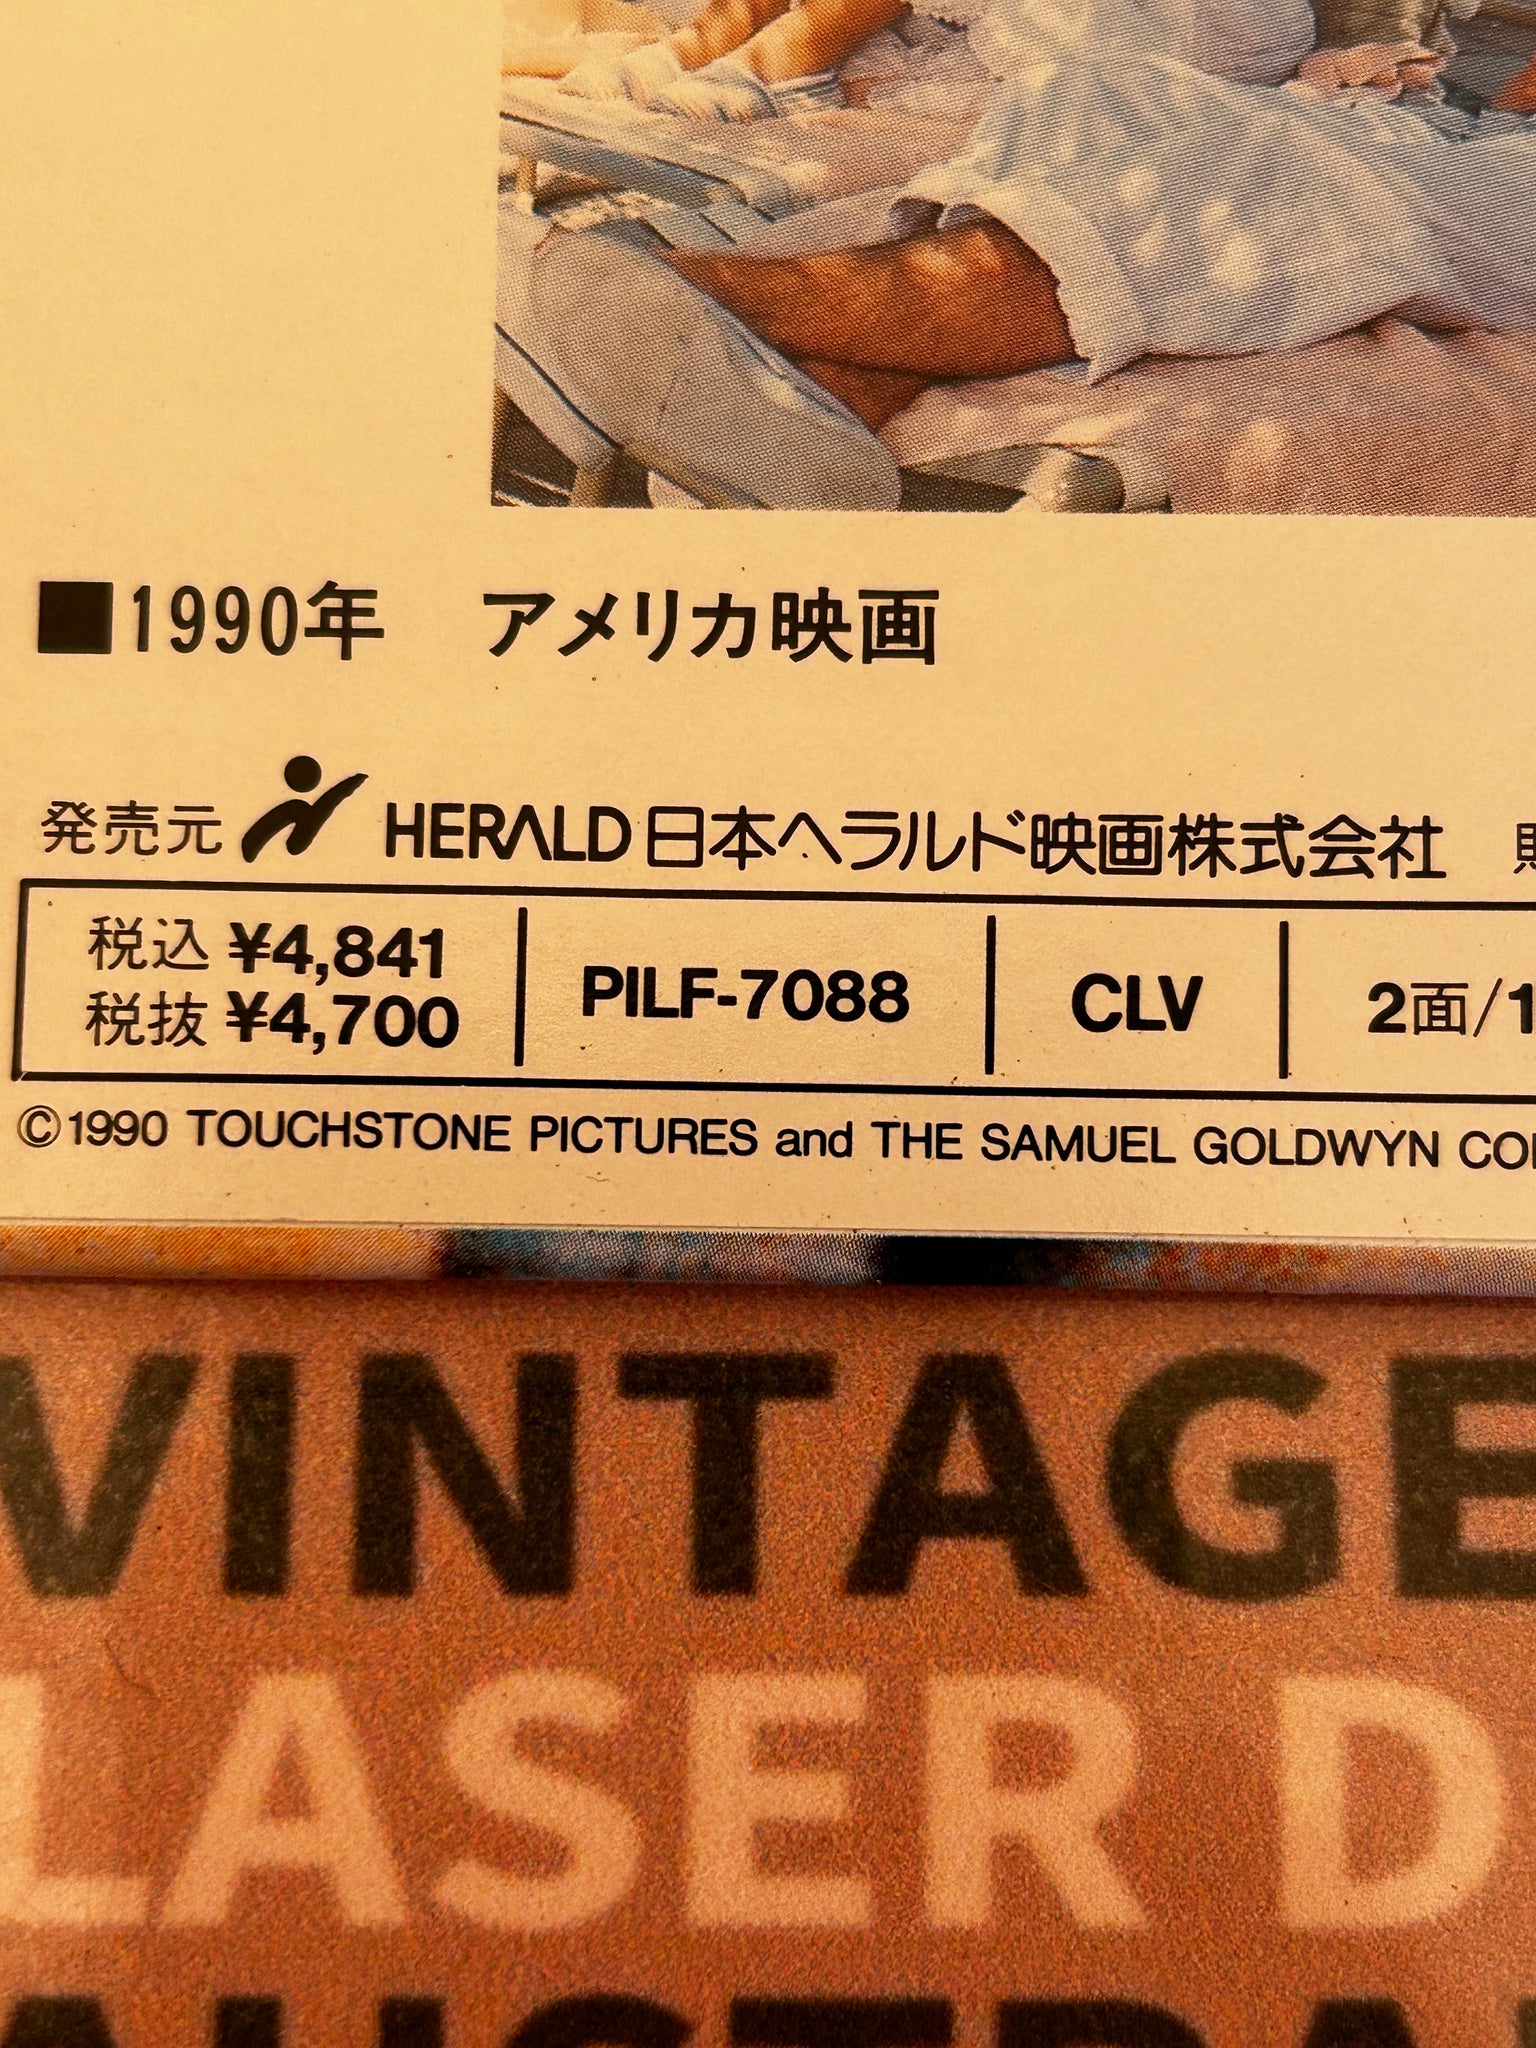 ■1990年 アメリカ映画
発売元 HERALD 日本ヘラルド映画株式会社
税込 ¥4,841
税抜 ¥4,700
PILF-7088
CLV
2面/1
©1990 TOUCHSTONE PICTURES and THE SAMUEL GOLDWYN
VINTAGE
LASER D